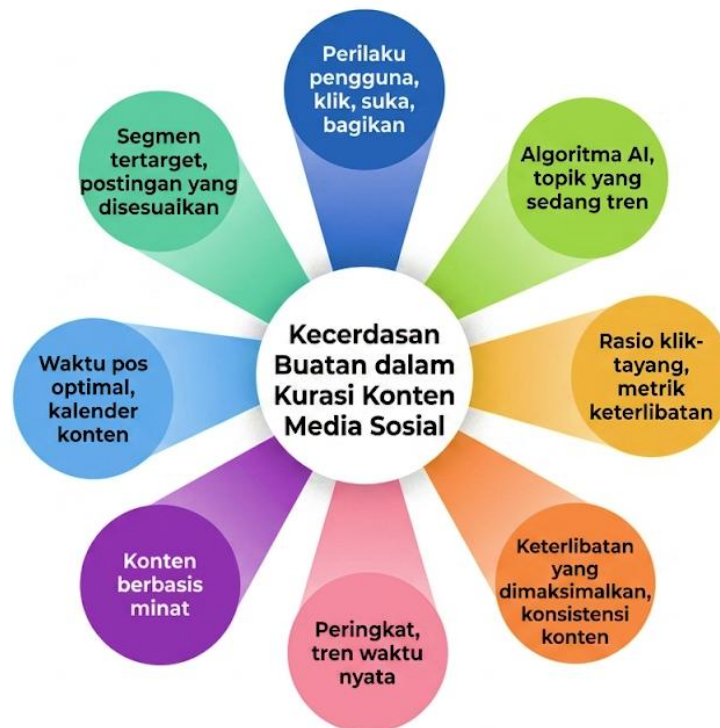 Perilaku
pengguna,
klik, suka,
bagikan
Algoritma AI,
topik yang
sedang tren
Rasio klik-
tayang,
metrik
keterlibatan
Keterlibatan
yang
dimaksimalkan,
konsistensi
konten
Peringkat,
tren waktu
nyata
Konten
berbasis
minat
Waktu pos
optimal,
kalender
konten
Segmen
tertarget,
postingan yang
disesuaikan
Kecerdasan
Buatan dalam
Kurasi Konten
Media Sosial